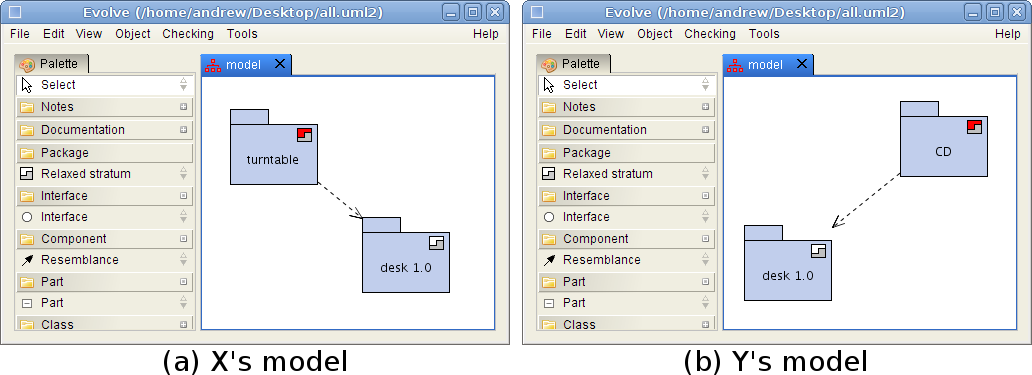 Evolve (/home/andrew/Desktop/all.uml2)
File Edit View Object Checking Tools Help
Palette
model
Select
Notes
Documentation
Package
Relaxed stratum
Interface
Interface
Component
Resemblance
Part
Part
Class
turntable
desk 1.0
(a) X's model
Evolve (/home/andrew/Desktop/all.uml2)
File Edit View Object Checking Tools Help
Palette
model
Select
Notes
Documentation
Package
Relaxed stratum
Interface
Interface
Component
Resemblance
Part
Part
Class
CD
desk 1.0
(b) Y's model